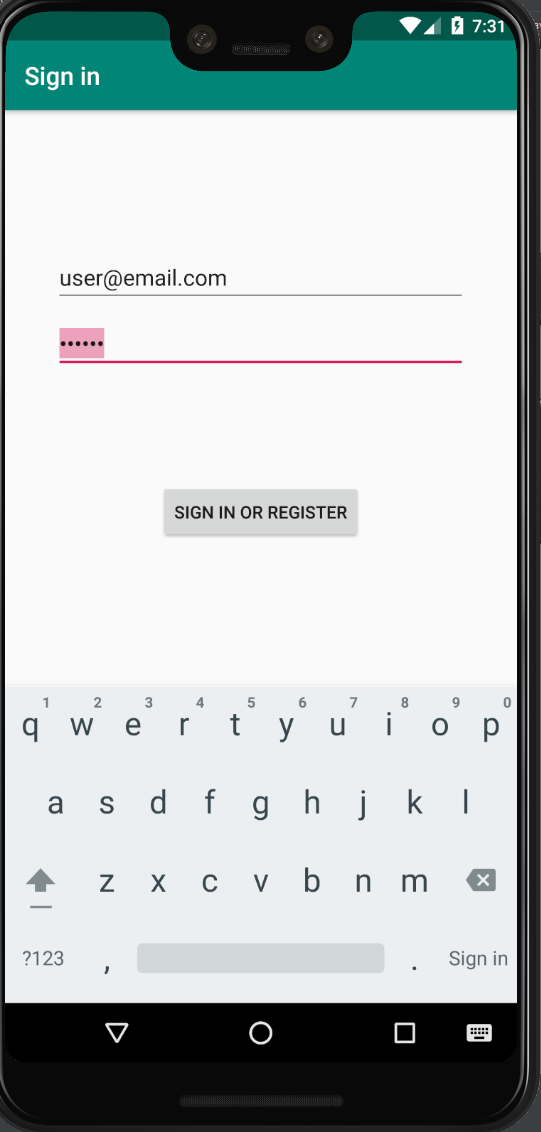 7:31
Sign in
user@email.com
••••••
SIGN IN OR REGISTER
1 2 3 4 5 6 7 8 9 0
q w e r t y u i o p
a s d f g h j k l
z x c v b n m
?123 , . Sign in